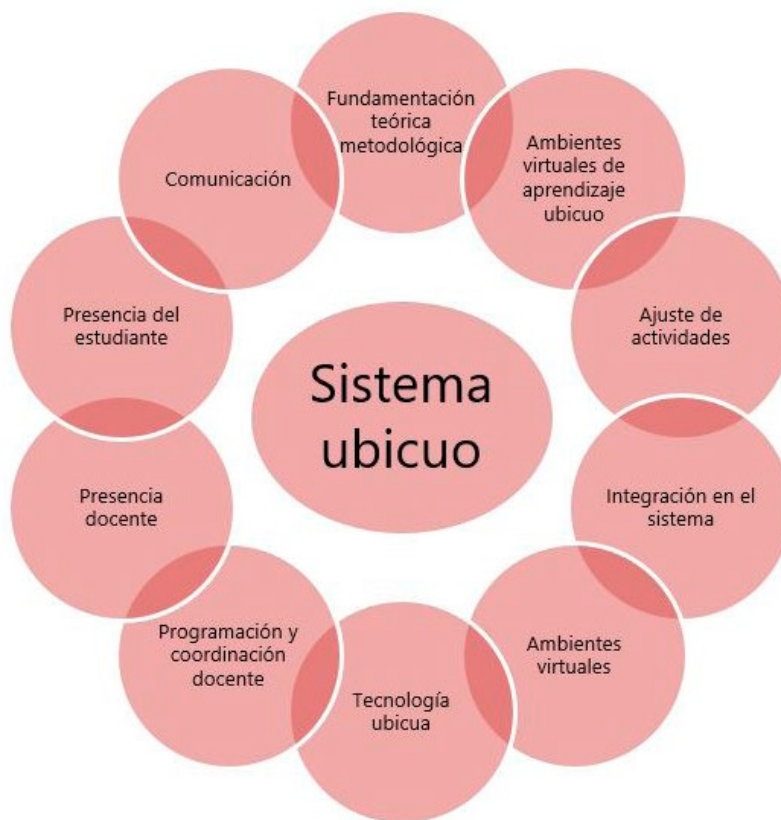 Fundamentación
teórica
metodológica
Ambientes
virtuales de
aprendizaje
ubicuo
Ajuste de
actividades
Integración en el
sistema
Ambientes
virtuales
Tecnología
ubicua
Programación y
coordinación
docente
Presencia
docente
Presencia del
estudiante
Comunicación
Sistema
ubicuo